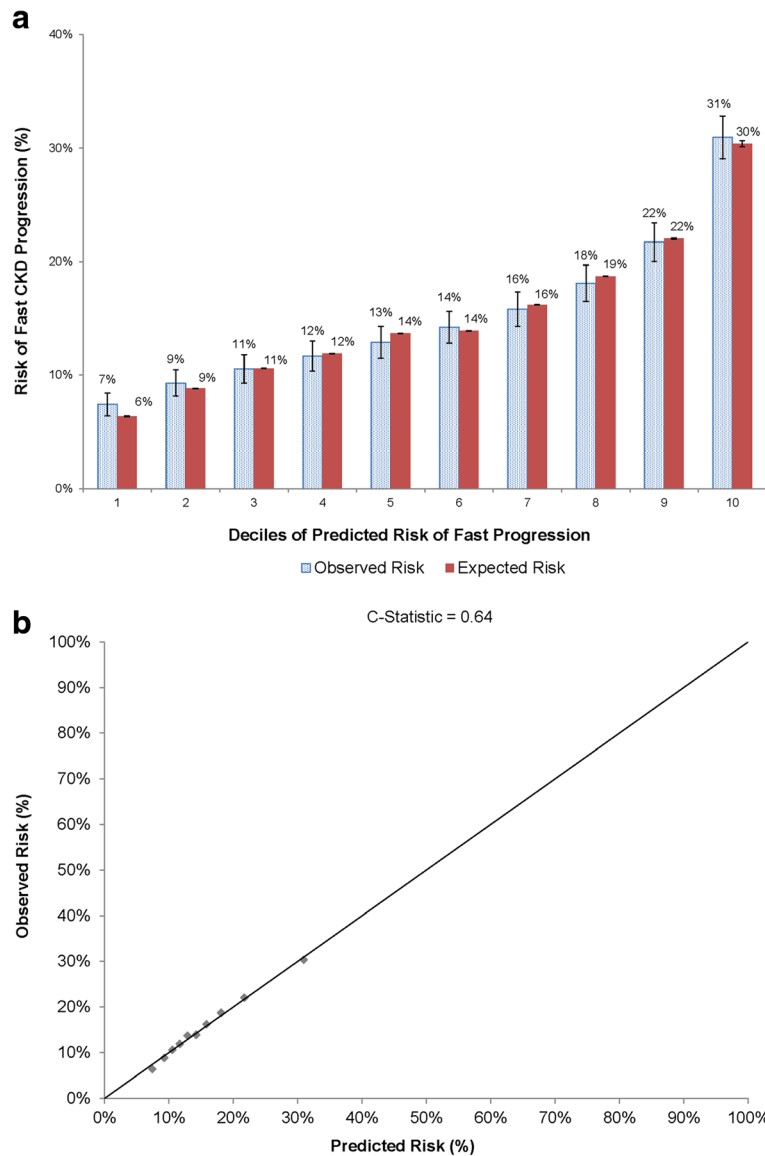 a
Risk of Fast CKD Progression (%)
40%
30%
20%
10%
0%
7% 6% 9% 9% 11% 11% 12% 12% 13% 14% 14% 14% 16% 16% 18% 19% 22% 22% 31% 30%
1 2 3 4 5 6 7 8 9 10
Deciles of Predicted Risk of Fast Progression
Observed Risk Expected Risk
b
C-Statistic = 0.64
Observed Risk (%)
100%
90%
80%
70%
60%
50%
40%
30%
20%
10%
0%
0% 10% 20% 30% 40% 50% 60% 70% 80% 90% 100%
Predicted Risk (%)